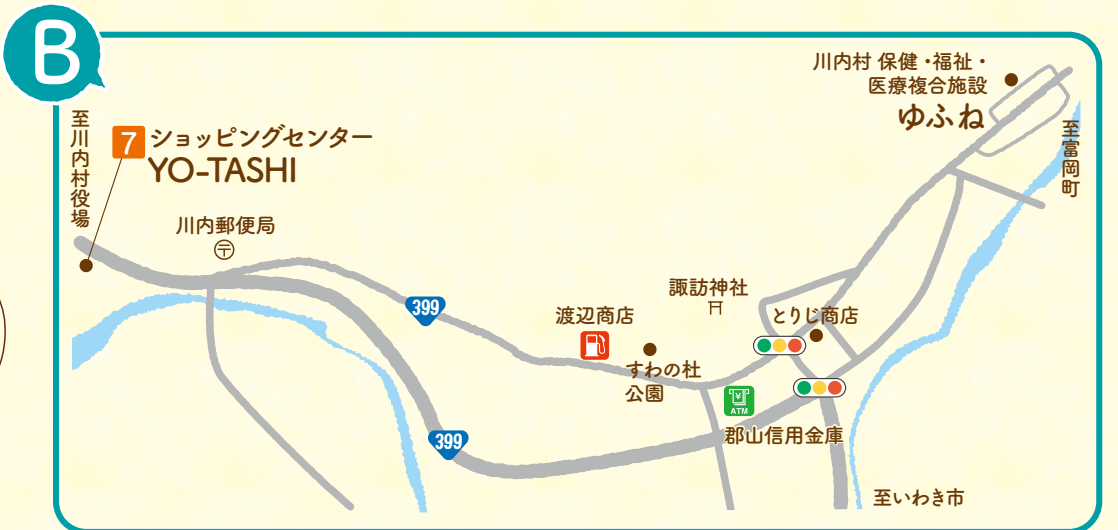 B
至川内村役場
7 ショッピングセンター
YO-TASHI
川内郵便局
〒
399
399
渡辺商店
すわの杜
公園
諏訪神社
とりじ商店
¥
ATM
郡山信用金庫
川内村 保健・福祉・
医療複合施設
ゆふね
至富岡町
至いわき市